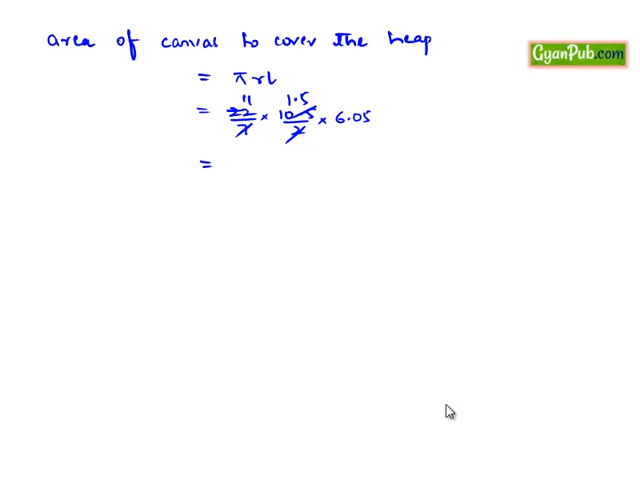 area of canvas to cover the heap
GyanPub.com
= πrl
11 1.5
= 22/7 × 10.5/2 × 6.05
=